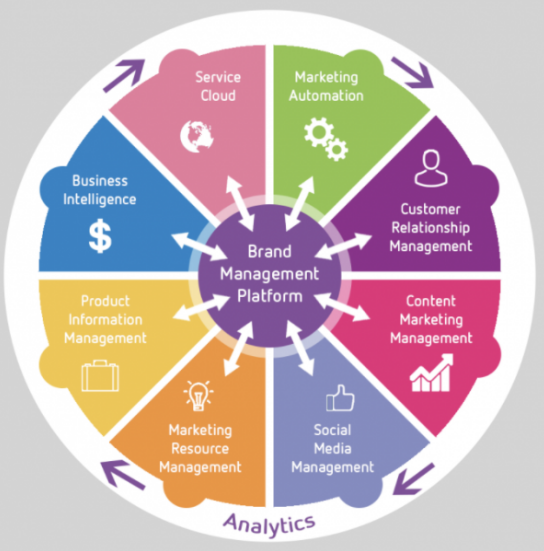 Service
Cloud
Marketing
Automation
Customer
Relationship
Management
Content
Marketing
Management
Social
Media
Management
Marketing
Resource
Management
Product
Information
Management
Business
Intelligence
$
Brand
Management
Platform
Analytics